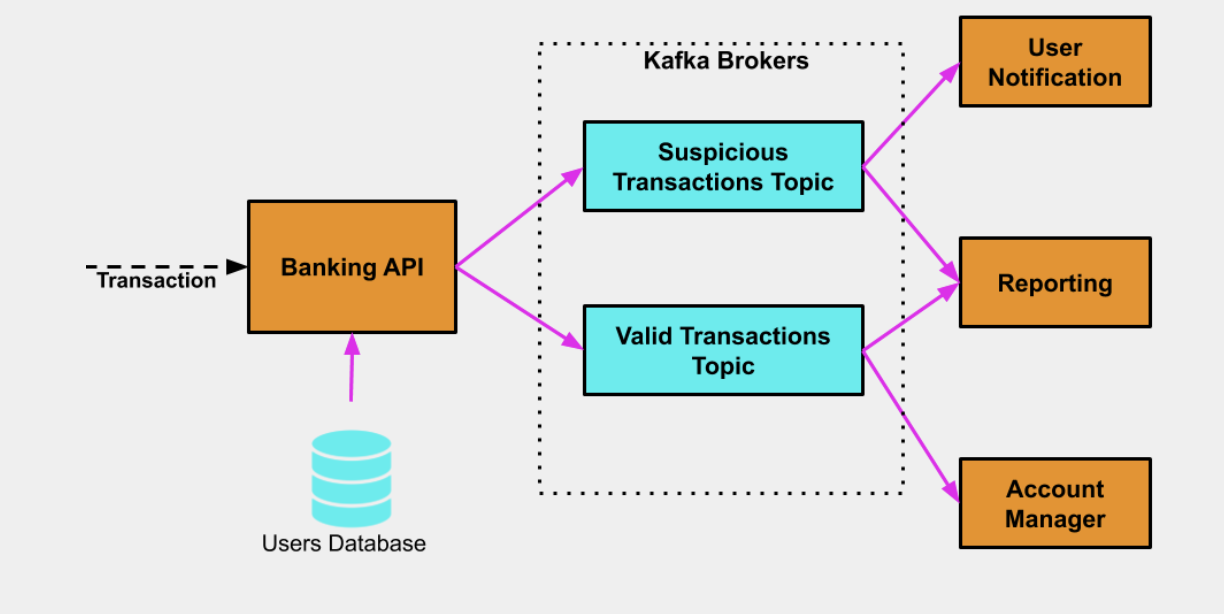 Transaction
Banking API
Users Database
Kafka Brokers
Suspicious
Transactions Topic
Valid Transactions
Topic
User
Notification
Reporting
Account
Manager